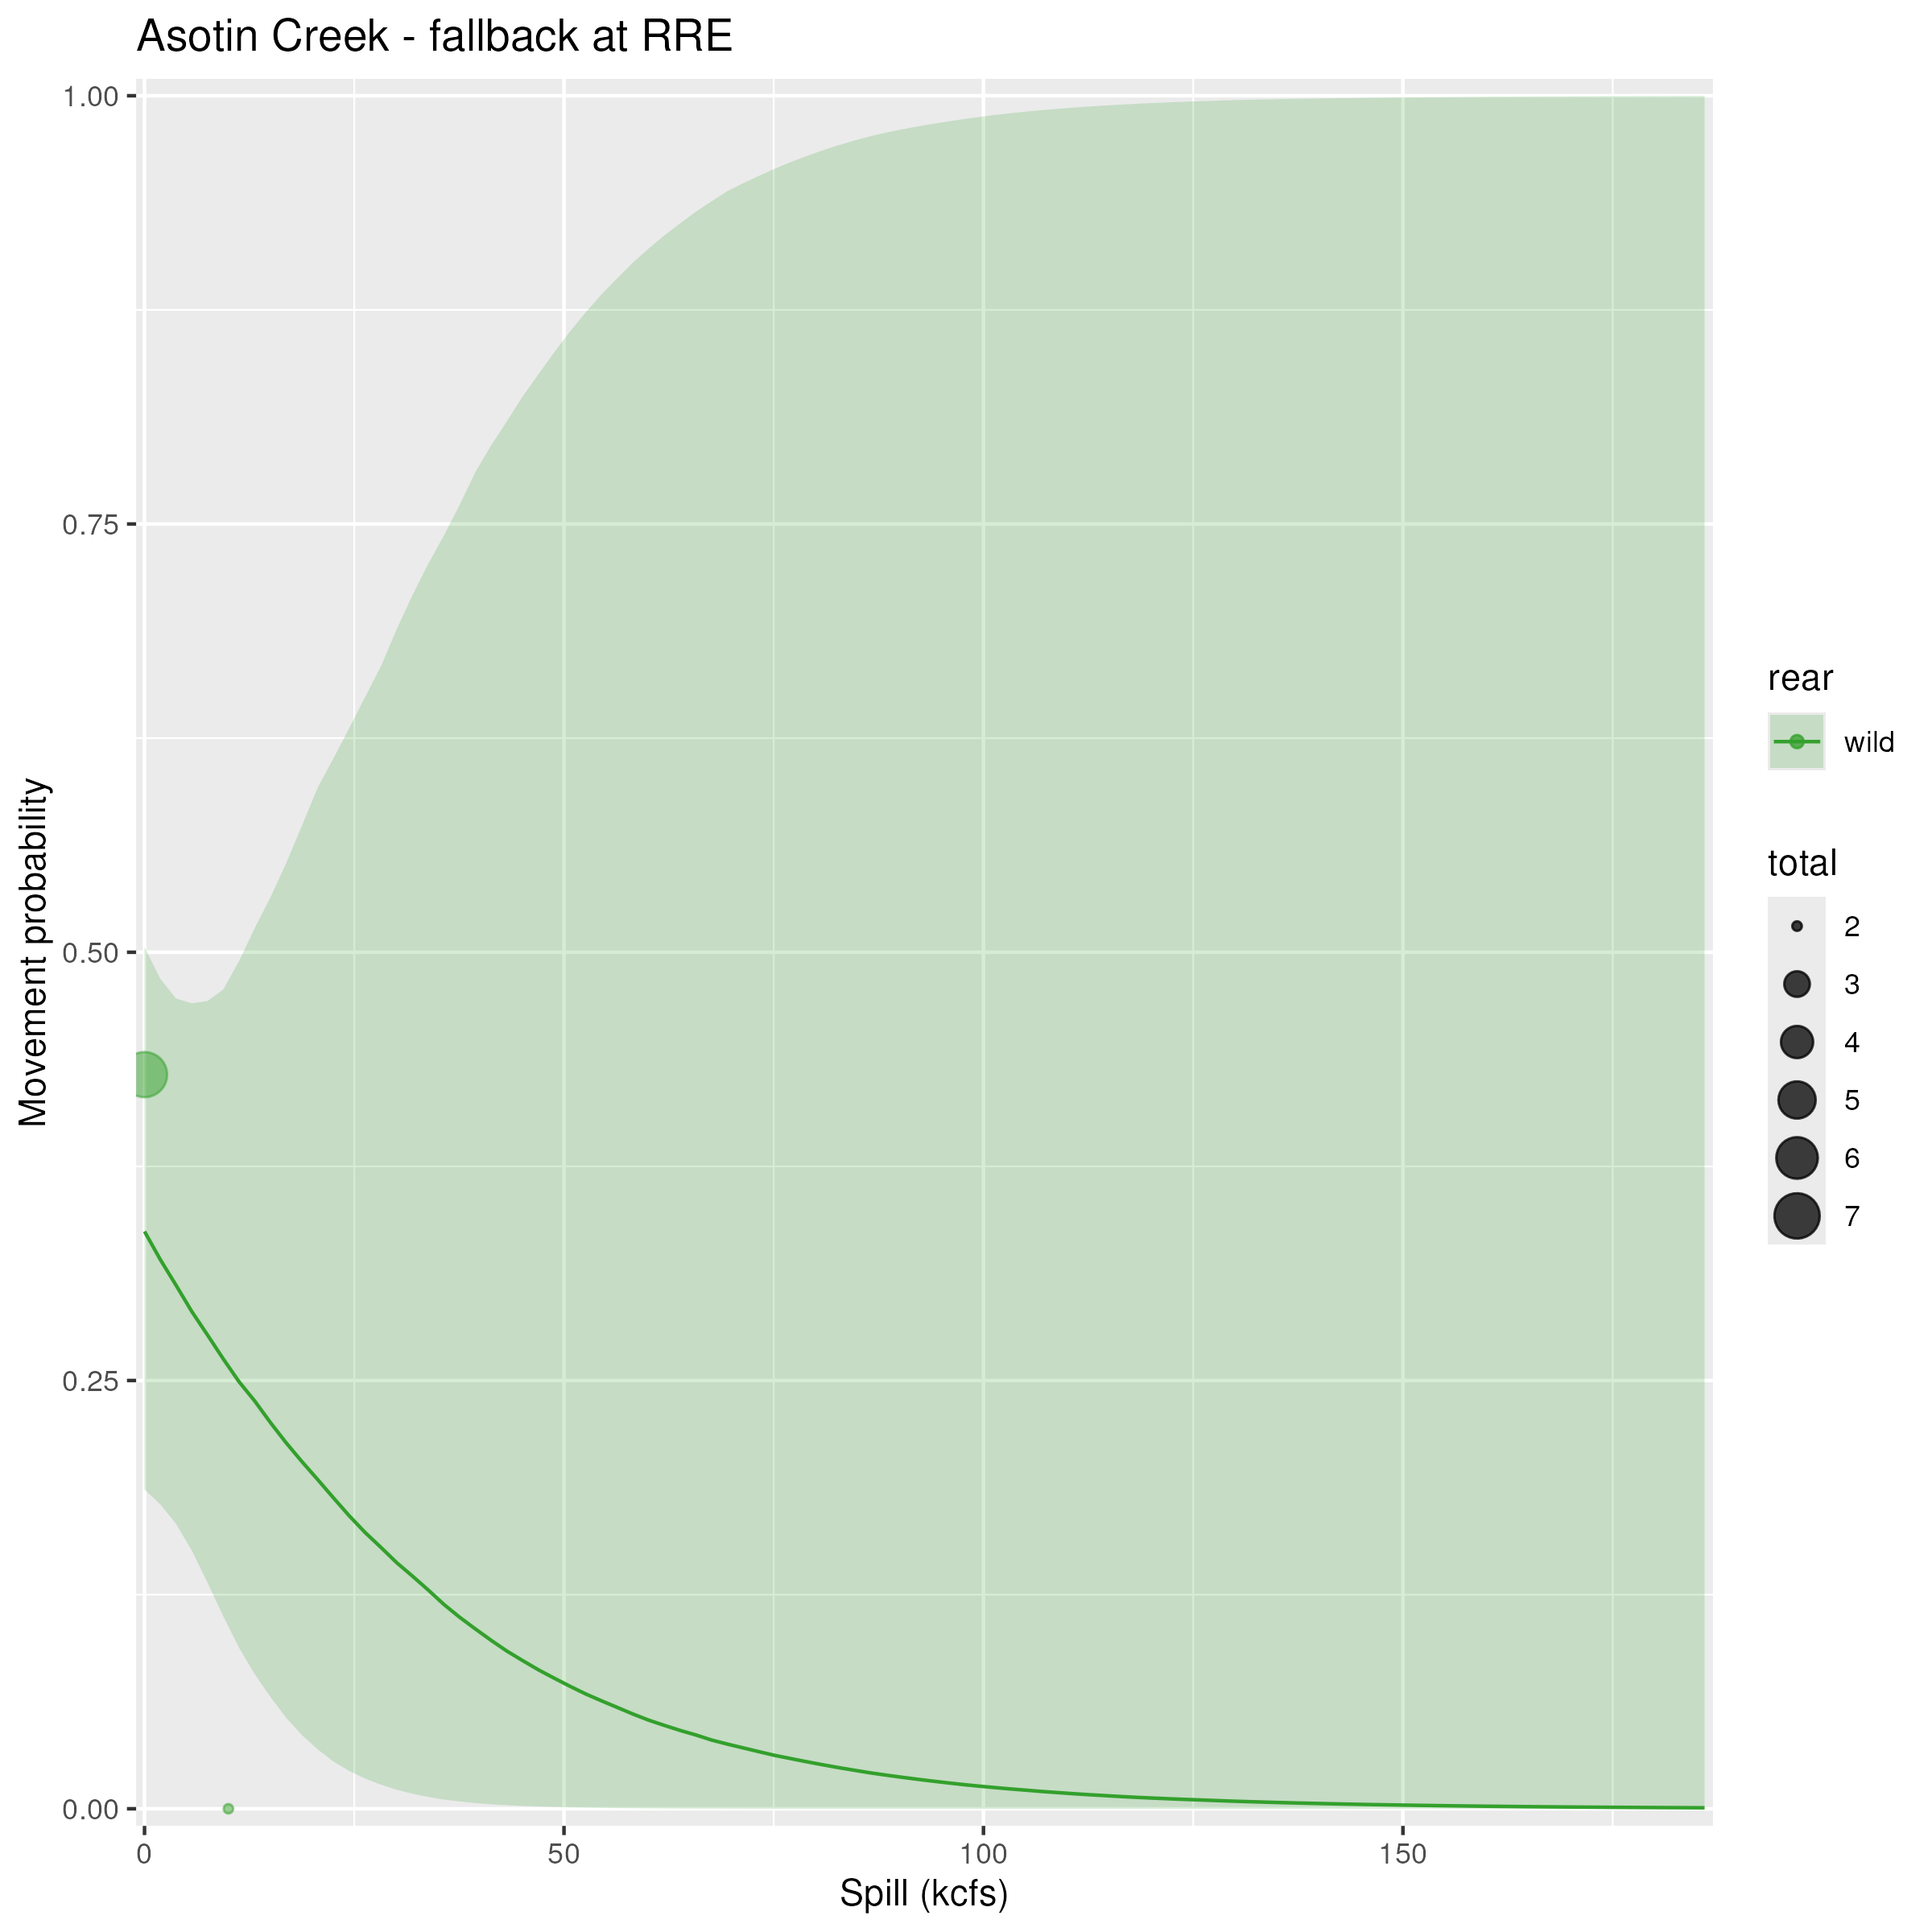 Asotin Creek - fallback at RRE
Movement probability
1.00
0.75
0.50
0.25
0.00
0
50
100
150
Spill (kcfs)
rear
wild
total
2
3
4
5
6
7